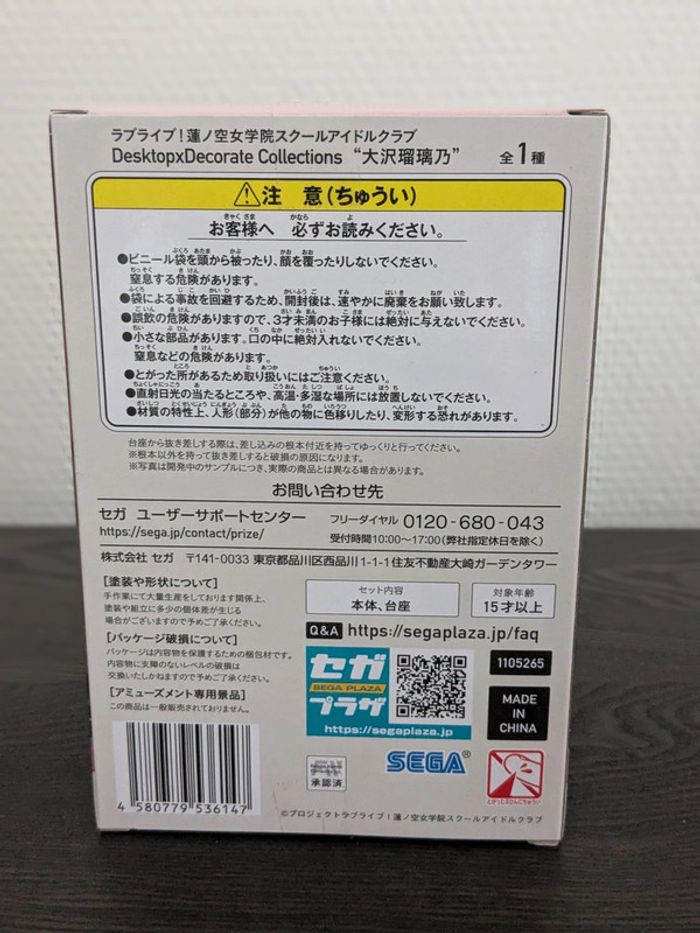 ラブライブ!蓮ノ空女学院スクールアイドルクラブ
DesktopxDecorate Collections “大沢瑠璃乃” 全1種
⚠注 意(ちゅうい)
お客様へ 必ずお読みください。
●ビニール袋を頭から被ったり、顔を覆ったりしないでください。
窒息する危険があります。
●袋による事故を回避するため、開封後は、速やかに廃棄をお願い致します。
●誤飲の危険がありますので、3才未満のお子様には絶対に与えないでください。
●小さな部品があります。口の中に絶対入れないでください。
窒息などの危険があります。
●とがった所があるため取り扱いにはご注意ください。
●直射日光の当たるところや、高温・多湿な場所には放置しないでください。
●材質の特性上、人形(部分)が他の物に色移りしたり、変形する恐れがあります。
台座から抜き差しする際は、差し込みの根本付近を持ってゆっくりと行ってください。
※根本以外を持って抜き差しすると破損の原因になります。
※写真は開発中のサンプルにつき、実際の商品とは異なる場合があります。
お問い合わせ先
セガ ユーザーサポートセンター フリーダイヤル 0120-680-043
https://sega.jp/contact/prize/ 受付時間10:00~17:00(弊社指定休日を除く)
株式会社 セガ 〒141-0033 東京都品川区西品川1-1-1住友不動産大崎ガーデンタワー
[塗装や形状について]
手作業にて大量生産をしております関係上、
塗装や組立に多少の個体差が生じる
場合がございますので予めご了承ください。
[パッケージ破損について]
パッケージは内容物を保護するための梱包材です。
内容物に支障のないレベルの破損は
交換いたしかねますので予めご了承ください。
[アミューズメント専用景品]
この商品は一般販売されておりません。
セット内容
本体、台座
対象年齢
15才以上
Q&A https://segaplaza.jp/faq
セガ
SEGA PLAZA
プラザ
https://segaplaza.jp
1105265
MADE
IN
CHINA
4 580779 536147
承認済
SEGA®
とがったぶひんにちゅうい
©プロジェクトラブライブ!蓮ノ空女学院スクールアイドルクラブ